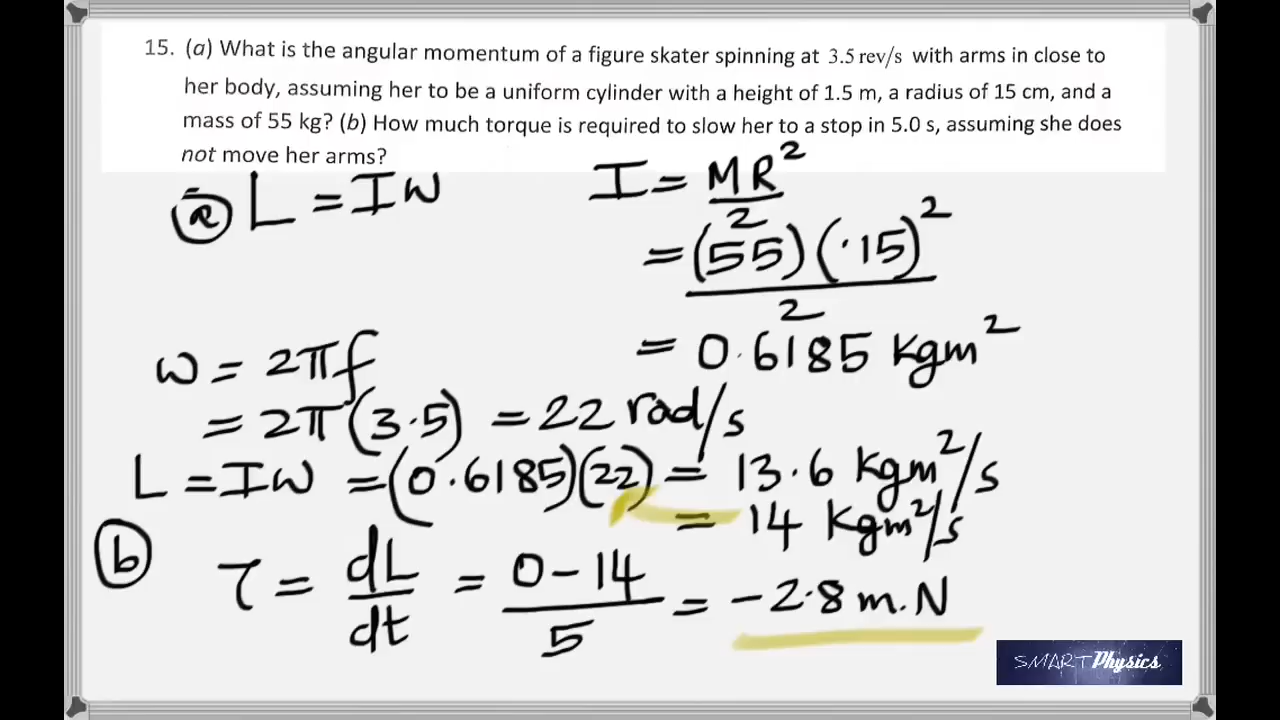 15. (a) What is the angular momentum of a figure skater spinning at 3.5 rev/s with arms in close to
her body, assuming her to be a uniform cylinder with a height of 1.5 m, a radius of 15 cm, and a
mass of 55 kg? (b) How much torque is required to slow her to a stop in 5.0 s, assuming she does
not move her arms?
(a) L = Iω
I = MR²/2
= (55)(.15)²/2
= 0.6185 kgm²
ω = 2πf
= 2π(3.5) = 22 rad/s
L = Iω = (0.6185)(22) = 13.6 kgm²/s
= 14 kgm²/s
(b) τ = dL/dt = 0-14/5 = -2.8 m.N
SMART Physics